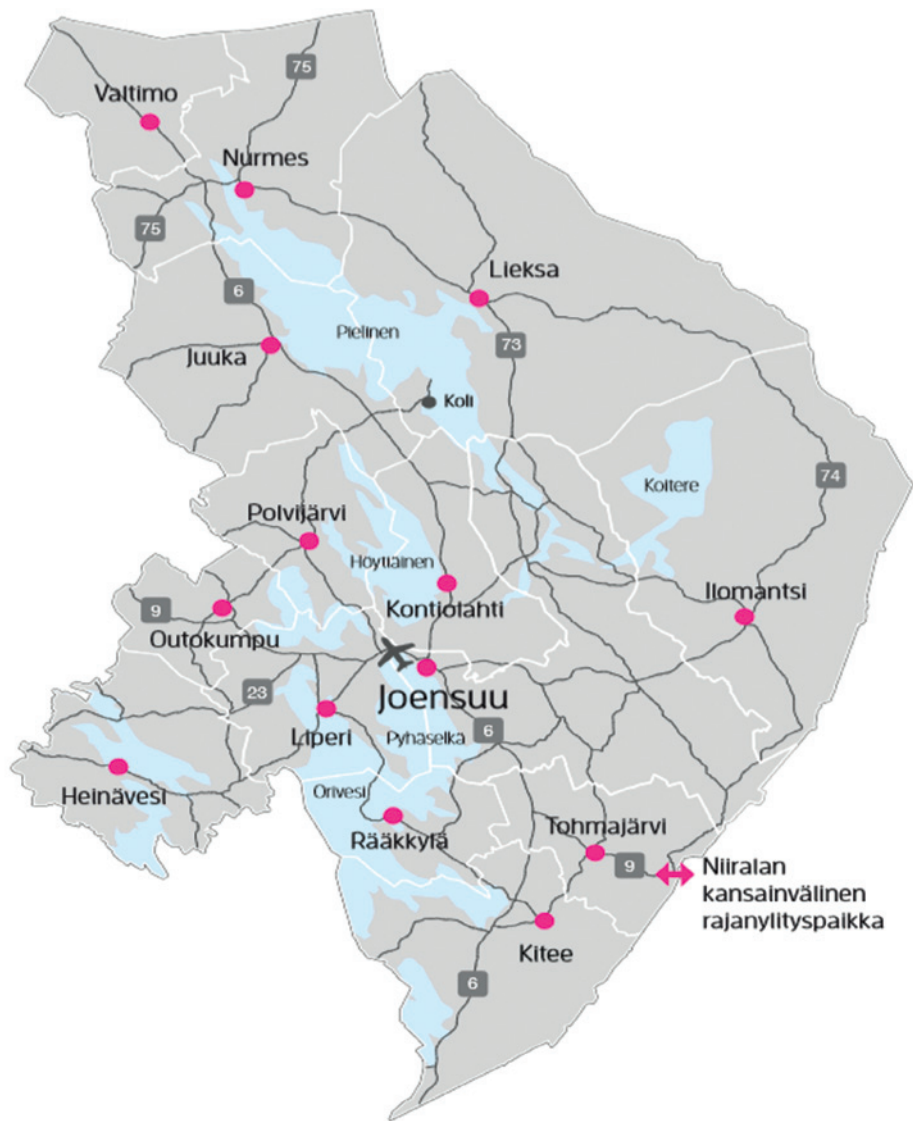 75
Valtimo
Nurmes
75
Lieksa
6
Pielinen
73
Juuka
Koli
74
Koitere
Polvijärvi
Höytiäinen
Ilomantsi
9
Kontiolahti
Outokumpu
Joensuu
23
Liperi
Pyhäselkä
6
Heinävesi
Orivesi
Rääkkylä
Tohmajärvi
9
Niiralan
kansainvälinen
rajanylityspaikka
Kitee
6